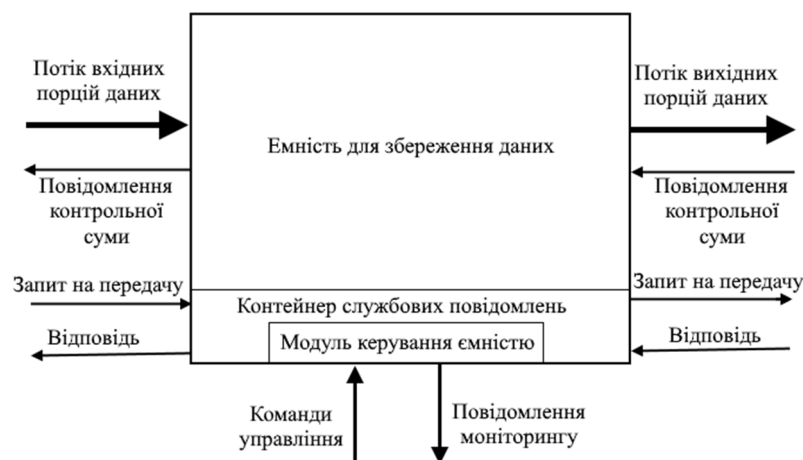 Потік вхідних
порцій даних
Потік вихідних
порцій даних
Емність для збереження даних
Повідомлення
контрольної
суми
Повідомлення
контрольної
суми
Запит на передачу
Запит на передачу
Контейнер службових повідомлень
Відповідь
Модуль керування ємністю
Відповідь
Команди
управління
Повідомлення
моніторингу